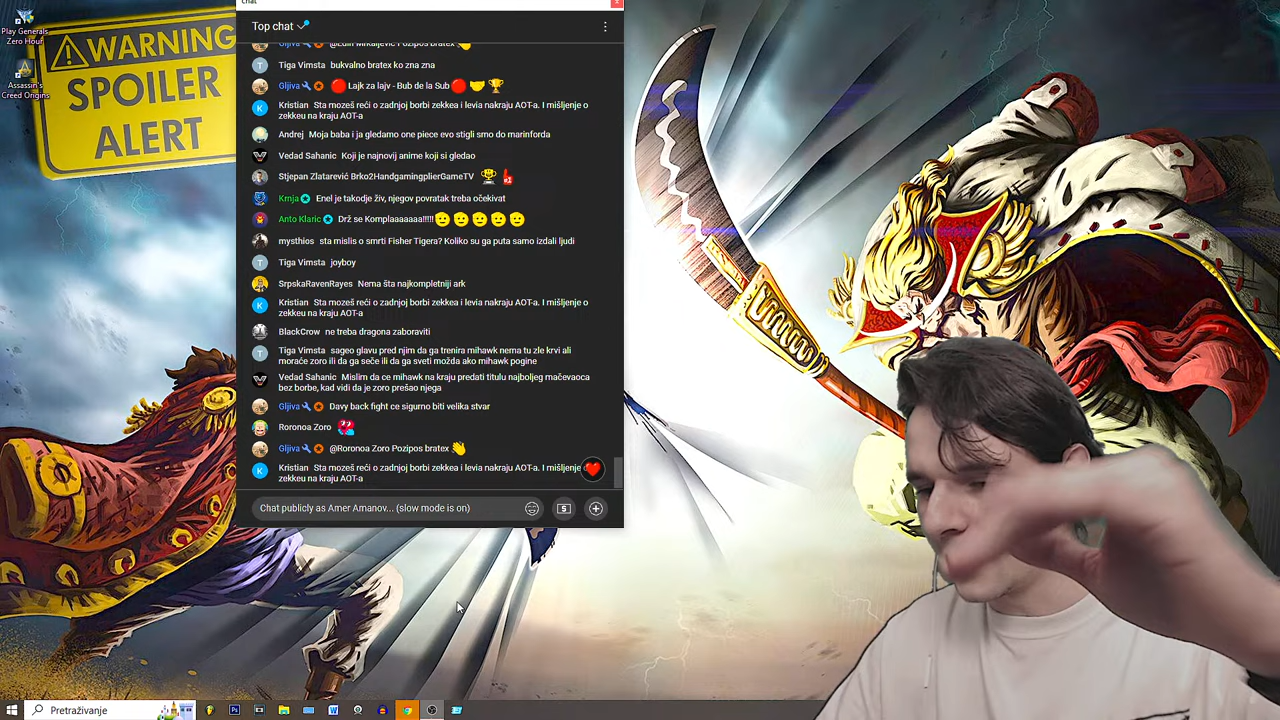 Play Generals
Zero Hour
Assassin's
Creed Origins
WARNING
SPOILER
ALERT
Chat
Top chat
Gljiva @Edin Mrkaljevic Pozipos bratex
Tiga Vimsta bukvalno bratex ko zna zna
Gljiva Lajk za lajv - Bub de la Sub
Kristian Sta mozeš reći o zadnjoj borbi zekkea i levia nakraju AOT-a. I mišljenje o
zekkeu na kraju AOT-a
Andrej Moja baba i ja gledamo one piece evo stigli smo do marinforda
Vedad Sahanic Koji je najnovij anime koji si gledao
Stjepan Zlatarević Brko2HandgamingplierGameTV
Krnja Enel je takodje živ, njegov povratak treba očekivat
Anto Klaric Drž se Komplaaaaaaa!!!!!
mysthios sta mislis o smrti Fisher Tigera? Koliko su ga puta samo izdali ljudi
Tiga Vimsta joyboy
SrpskaRavenRayes Nema šta najkompletniji ark
Kristian Sta mozeš reći o zadnjoj borbi zekkea i levia nakraju AOT-a. I mišljenje o
zekkeu na kraju AOT-a
BlackCrow ne treba dragona zaboraviti
Tiga Vimsta sageo glavu pred njim da ga trenira mihawk nema tu zle krvi ali
moraće zoro ili da ga seče ili da ga sveti možda ako mihawk pogine
Vedad Sahanic Mislim da ce mihawk na kraju predati titulu najboljeg mačevaoca
bez borbe, kad vidi da je zoro prešao njega
Gljiva Davy back fight ce sigurno biti velika stvar
Roronoa Zoro
Gljiva @Roronoa Zoro Pozipos bratex
Kristian Sta mozeš reći o zadnjoj borbi zekkea i levia nakraju AOT-a. I mišljenje
zekkeu na kraju AOT-a
Chat publicly as Amer Amanov... (slow mode is on)
Pretraživanje